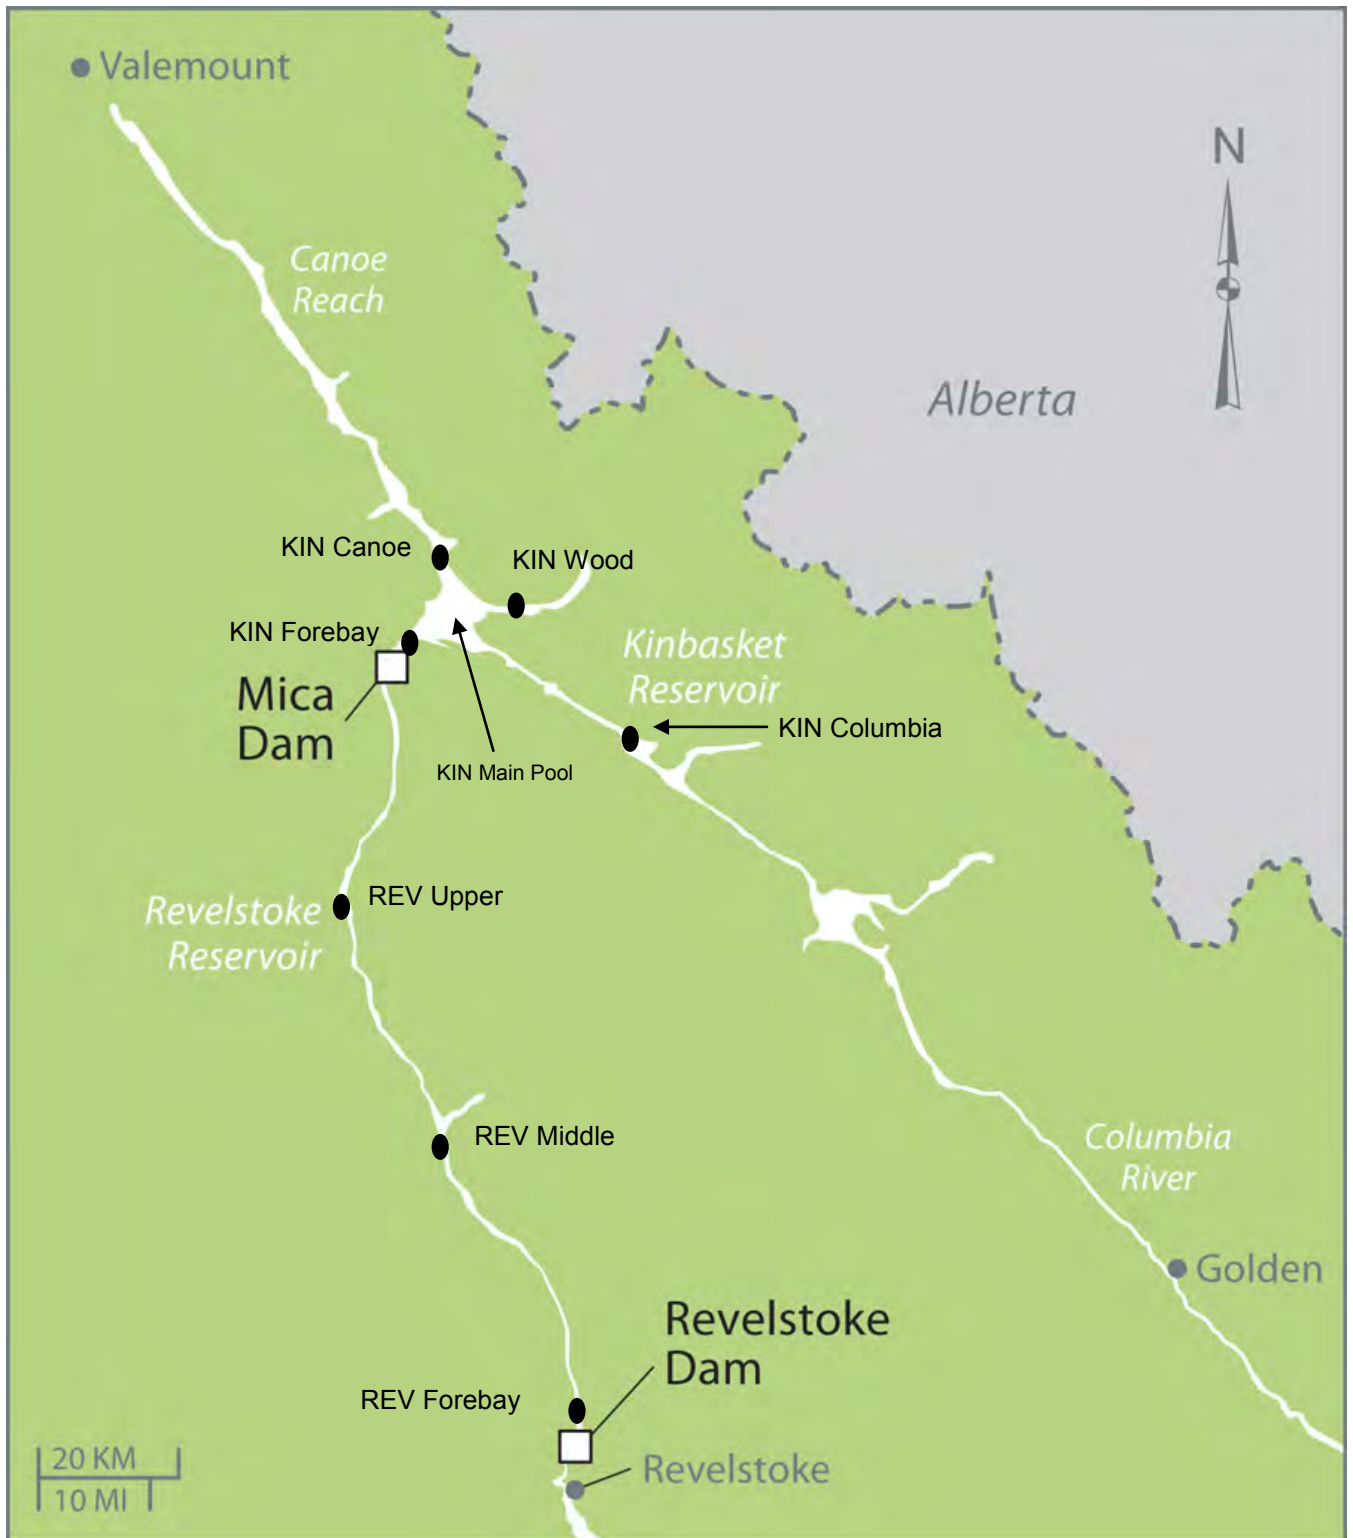 Valemount
N
Canoe
Reach
Alberta
KIN Canoe
KIN Wood
KIN Forebay
Kinbasket
Reservoir
Mica
Dam
KIN Columbia
KIN Main Pool
REV Upper
Revelstoke
Reservoir
REV Middle
Columbia
River
Golden
Revelstoke
Dam
REV Forebay
20 KM
10 MI
Revelstoke